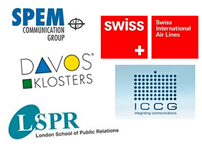 SPEM
COMMUNICATION
GROUP
swiss
Swiss
International
Air Lines
DAVOS
KLOSTERS
ICCG
integrating communications
LSPR
London School of Public Relations